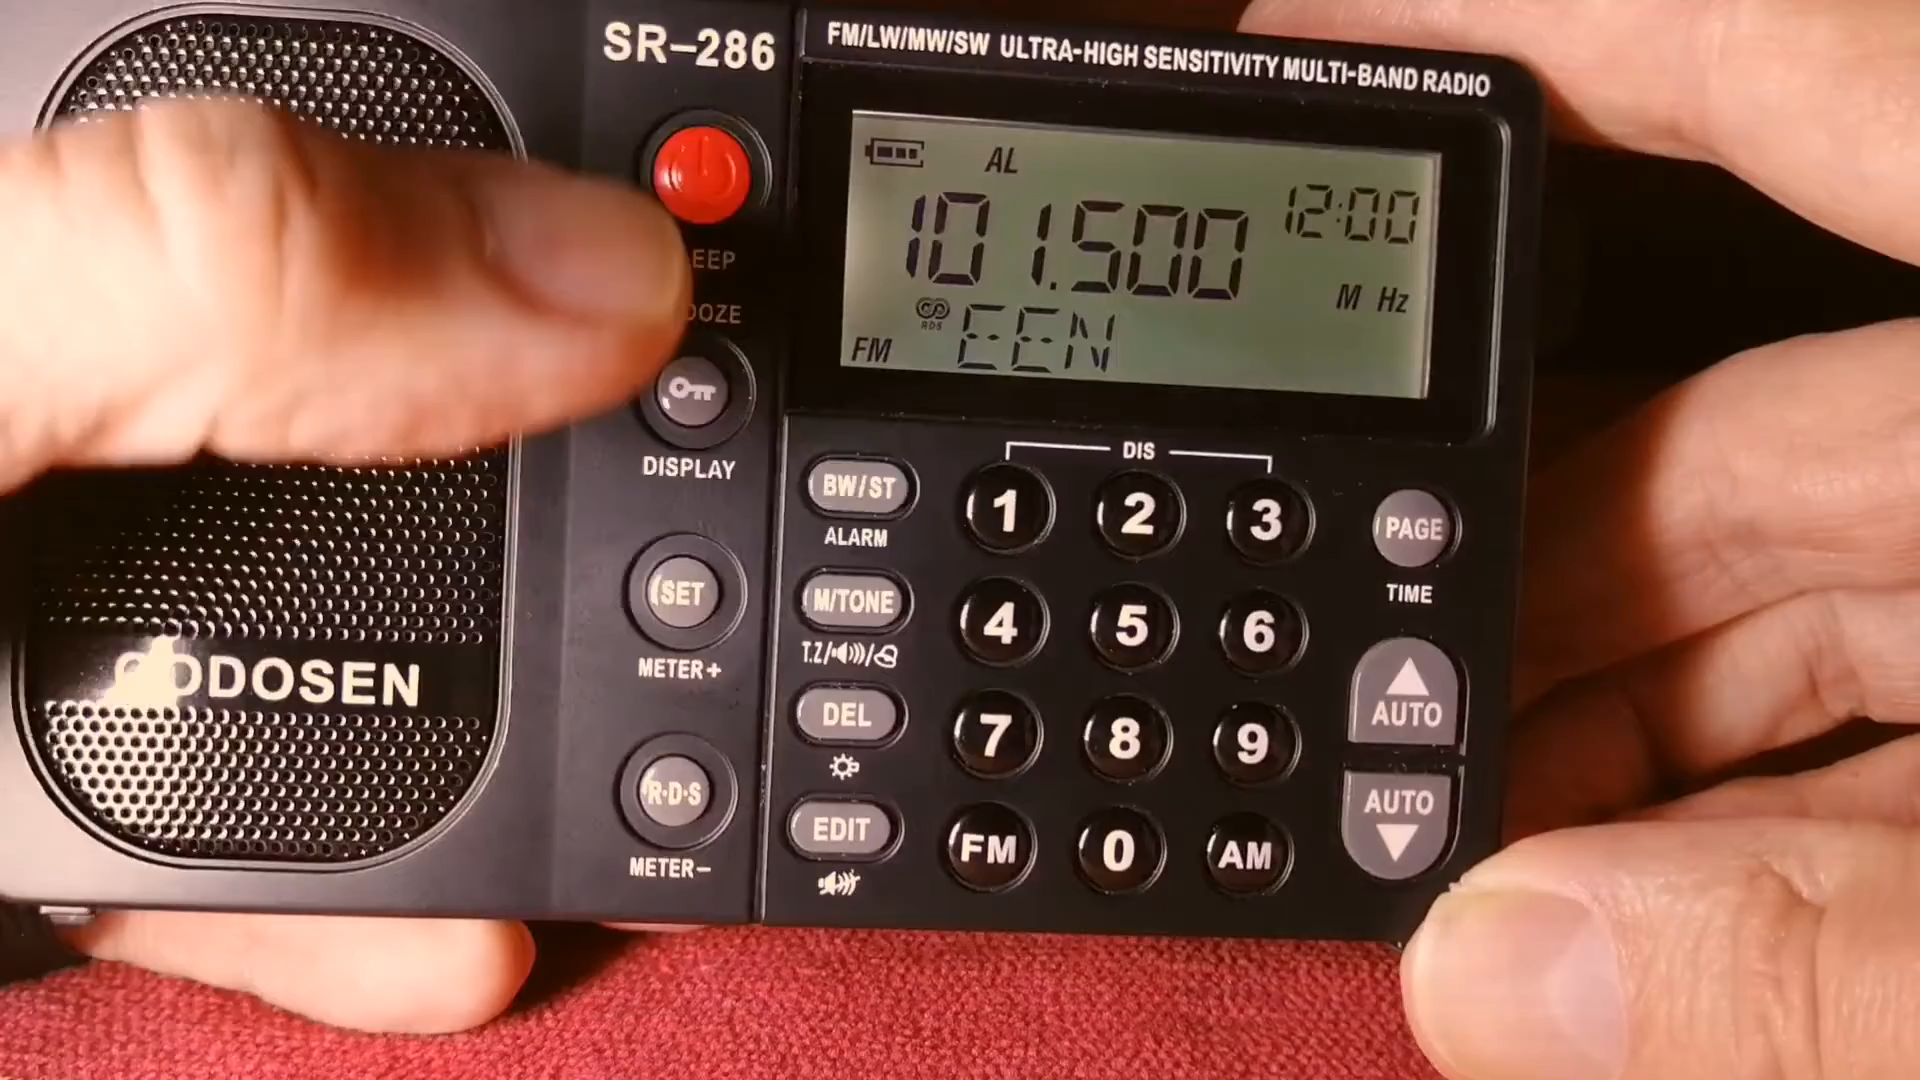 SR-286
FM/LW/MW/SW ULTRA-HIGH SENSITIVITY MULTI-BAND RADIO
AL
101.500
12:00
M Hz
RDS
EEN
FM
DISPLAY
SET
METER+
R·D·S
METER-
BW/ST
ALARM
M/TONE
T.Z/
DEL
EDIT
DIS
1 2 3
4 5 6
7 8 9
FM 0 AM
PAGE
TIME
AUTO
AUTO